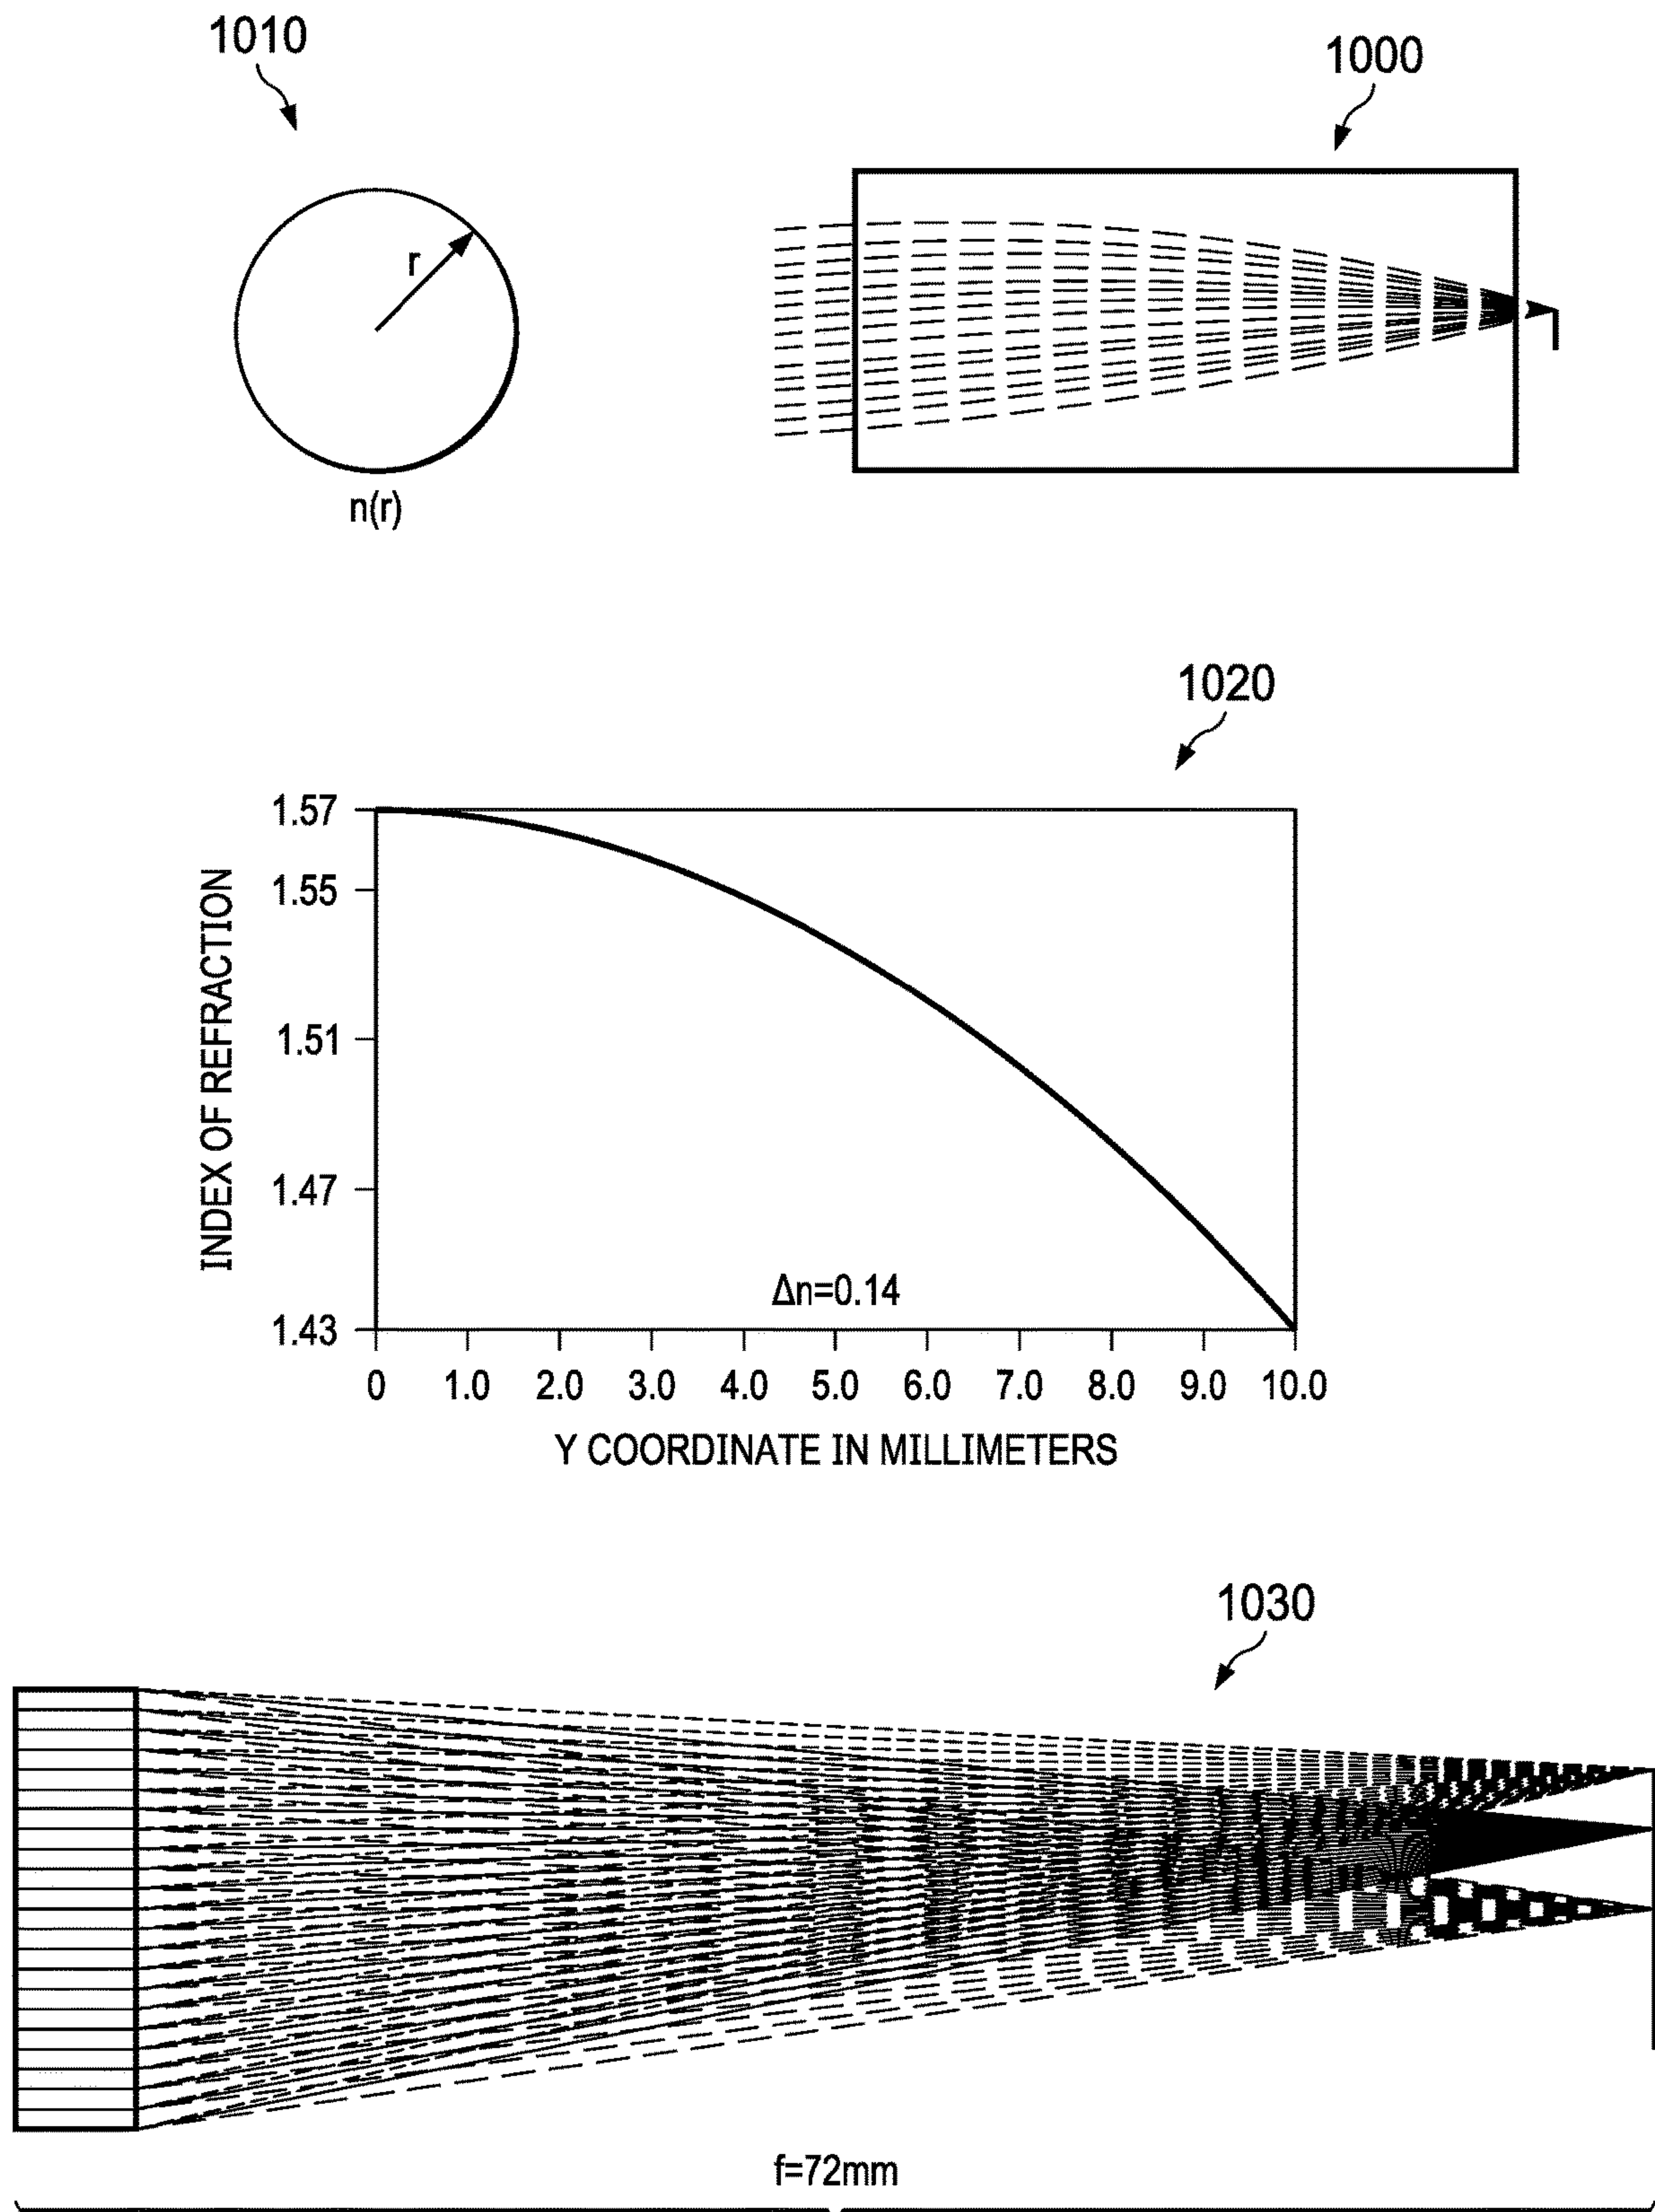 1010
1000
r
n(r)
1020
INDEX OF REFRACTION
1.57
1.55
1.51
1.47
1.43
Δn=0.14
0 1.0 2.0 3.0 4.0 5.0 6.0 7.0 8.0 9.0 10.0
Y COORDINATE IN MILLIMETERS
1030
f=72mm